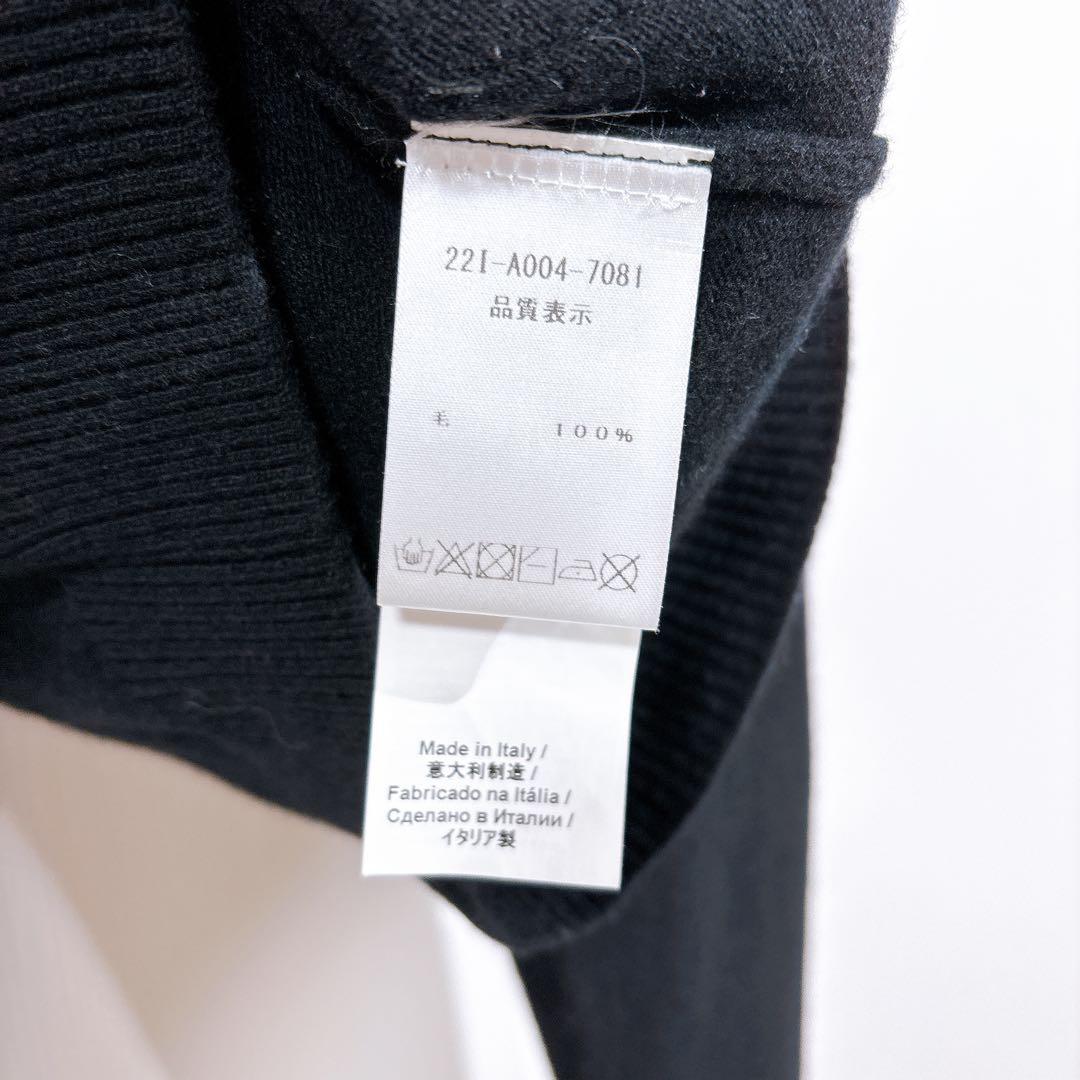 22I-A004-7081
品質表示
毛 100%
Made in Italy /
意大利制造 /
Fabricado na Itália /
Сделано в Италии /
イタリア製